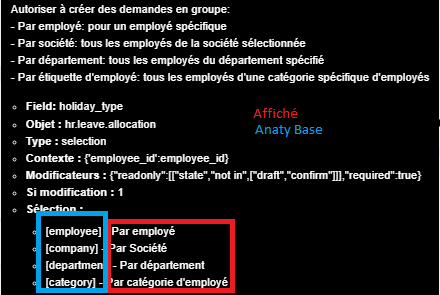 Autoriser à créer des demandes en groupe:
- Par employé: pour un employé spécifique
- Par société: tous les employés de la société sélectionnée
- Par département: tous les employés du département spécifié
- Par étiquette d'employé: tous les employés d'une catégorie spécifique d'employés
Field: holiday_type
Objet : hr.leave.allocation
Type : selection
Contexte : {'employee_id':employee_id}
Modificateurs : {"readonly":[["state","not in",["draft","confirm"]]],"required":true}
Si modification : 1
Sélection :
[employee] - Par employé
[company] - Par Société
[department] - Par département
[category] - Par catégorie d'employé
Affiché
Anaty Base